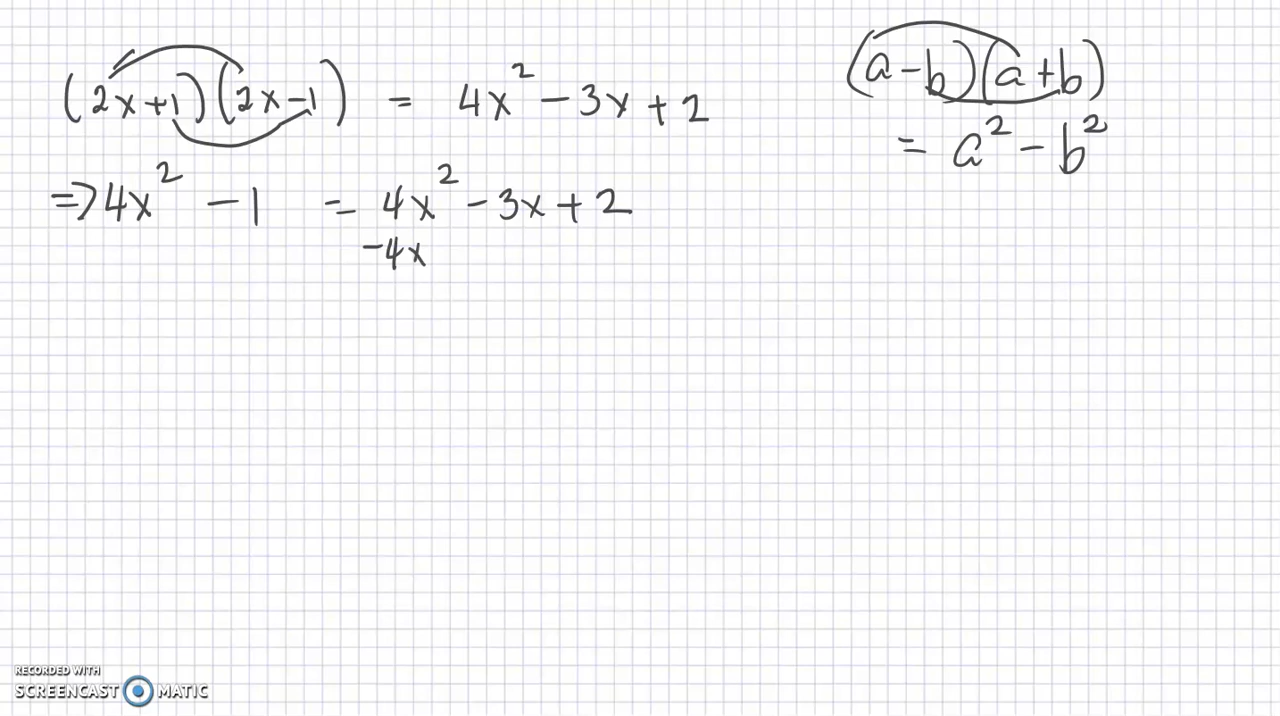 (2x+1)(2x-1) = 4x² - 3x + 2
=> 4x² - 1 = 4x² - 3x + 2
-4x
(a-b)(a+b)
= a² - b²
RECORDED WITH
SCREENCAST MATIC